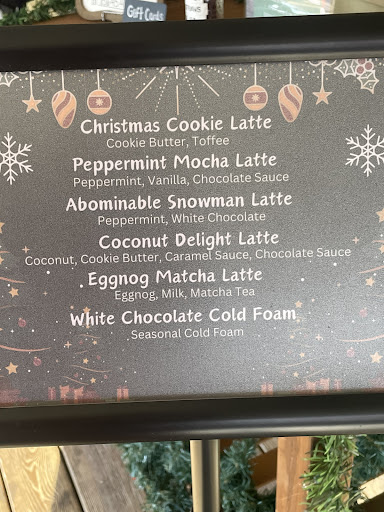 Gift Cards
Christmas Cookie Latte
Cookie Butter, Toffee
Peppermint Mocha Latte
Peppermint, Vanilla, Chocolate Sauce
Abominable Snowman Latte
Peppermint, White Chocolate
Coconut Delight Latte
Coconut, Cookie Butter, Caramel Sauce, Chocolate Sauce
Eggnog Matcha Latte
Eggnog, Milk, Matcha Tea
White Chocolate Cold Foam
Seasonal Cold Foam